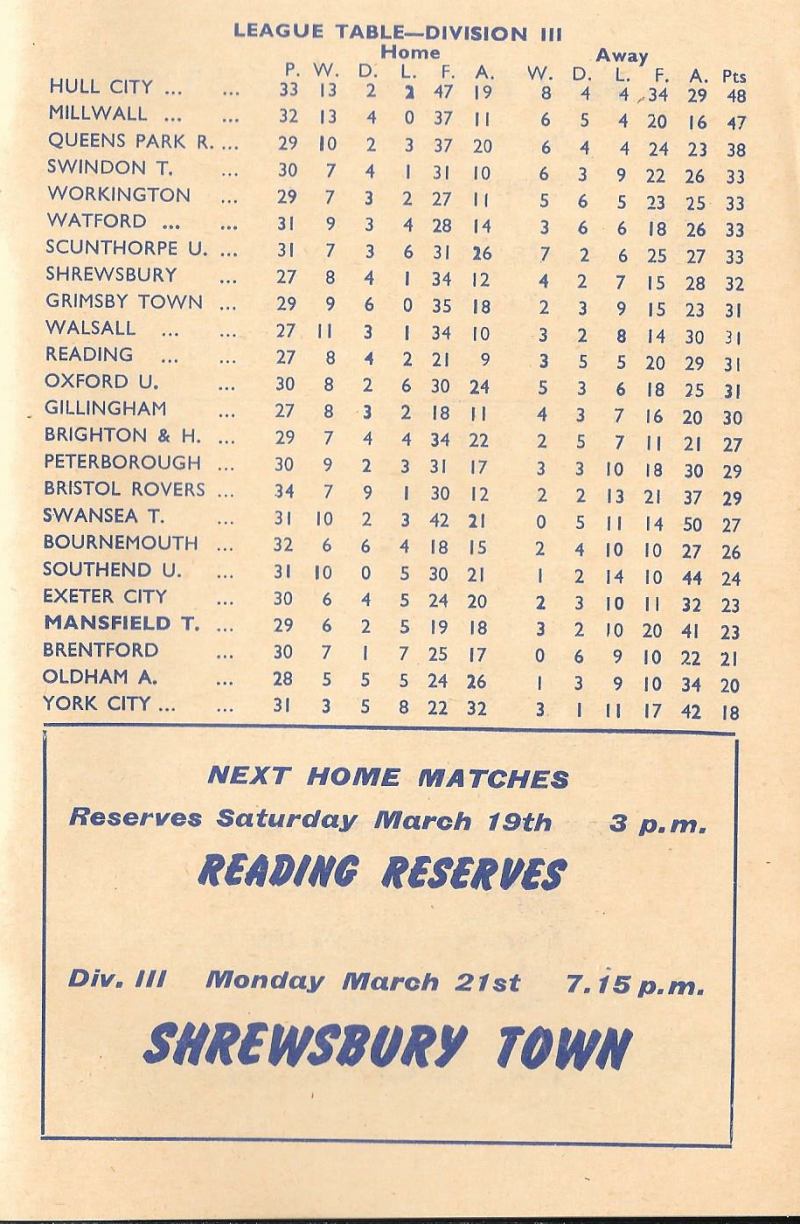 LEAGUE TABLE—DIVISION III
Home Away
P. W. D. L. F. A. W. D. L. F. A. Pts
HULL CITY ... ... 33 13 2 2 47 19 8 4 4 34 29 48
MILLWALL ... ... 32 13 4 0 37 11 6 5 4 20 16 47
QUEENS PARK R. ... 29 10 2 3 37 20 6 4 4 24 23 38
SWINDON T. ... 30 7 4 1 31 10 6 3 9 22 26 33
WORKINGTON ... 29 7 3 2 27 11 5 6 5 23 25 33
WATFORD ... ... 31 9 3 4 28 14 3 6 6 18 26 33
SCUNTHORPE U. ... 31 7 3 6 31 26 7 2 6 25 27 33
SHREWSBURY ... 27 8 4 1 34 12 4 2 7 15 28 32
GRIMSBY TOWN ... 29 9 6 0 35 18 2 3 9 15 23 31
WALSALL ... ... 27 11 3 1 34 10 3 2 8 14 30 31
READING ... ... 27 8 4 2 21 9 3 5 5 20 29 31
OXFORD U. ... 30 8 2 6 30 24 5 3 6 18 25 31
GILLINGHAM ... 27 8 3 2 18 11 4 3 7 16 20 30
BRIGHTON & H. ... 29 7 4 4 34 22 2 5 7 11 21 27
PETERBOROUGH ... 30 9 2 3 31 17 3 3 10 18 30 29
BRISTOL ROVERS ... 34 7 9 1 30 12 2 2 13 21 37 29
SWANSEA T. ... 31 10 2 3 42 21 0 5 11 14 50 27
BOURNEMOUTH ... 32 6 6 4 18 15 2 4 10 10 27 26
SOUTHEND U. ... 31 10 0 5 30 21 1 2 14 10 44 24
EXETER CITY ... 30 6 4 5 24 20 2 3 10 11 32 23
MANSFIELD T. ... 29 6 2 5 19 18 3 2 10 20 41 23
BRENTFORD ... 30 7 1 7 25 17 0 6 9 10 22 21
OLDHAM A. ... 28 5 5 5 24 26 1 3 9 10 34 20
YORK CITY ... ... 31 3 5 8 22 32 3 1 11 17 42 18
NEXT HOME MATCHES
Reserves Saturday March 19th 3 p.m.
READING RESERVES
Div. III Monday March 21st 7.15 p.m.
SHREWSBURY TOWN